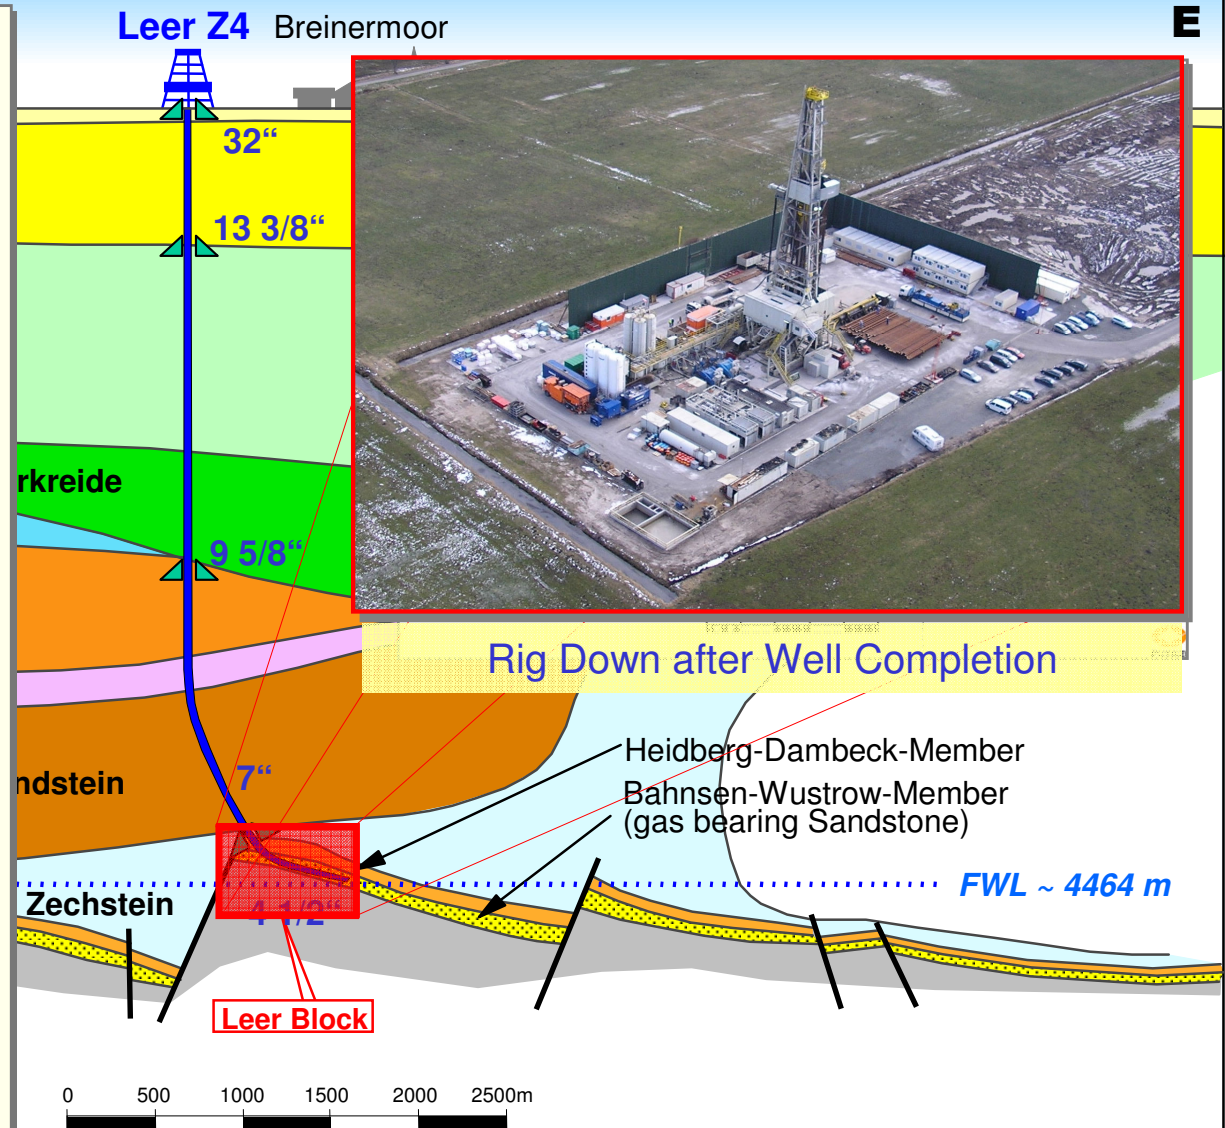 Leer Z4 Breinermoor
E
32“
13 3/8“
rkreide
9 5/8“
Rig Down after Well Completion
Heidberg-Dambeck-Member
7“
ndstein
Bahnsen-Wustrow-Member
(gas bearing Sandstone)
FWL ~ 4464 m
Zechstein
4 1/2“
Leer Block
0 500 1000 1500 2000 2500m